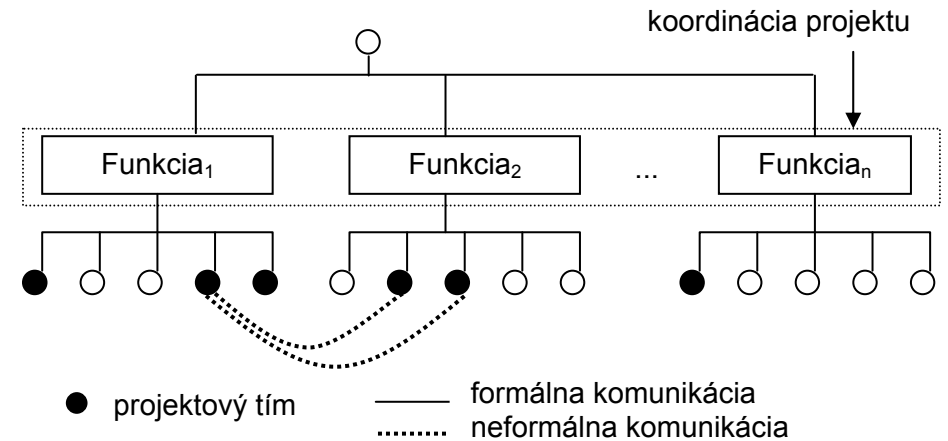 koordinácia projektu
Funkcia₁ Funkcia₂ ... Funkciaₙ
projektový tím
formálna komunikácia
neformálna komunikácia